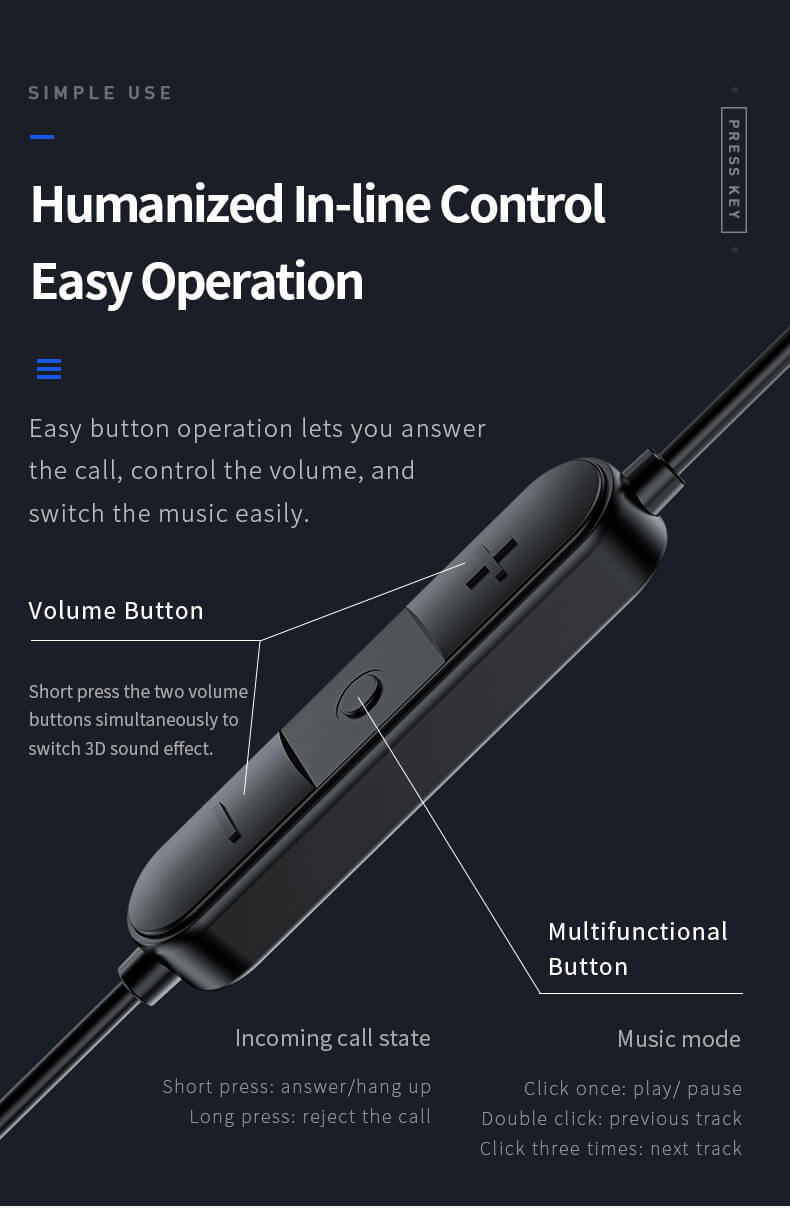 SIMPLE USE
PRESS KEY
Humanized In-line Control
Easy Operation
Easy button operation lets you answer
the call, control the volume, and
switch the music easily.
Volume Button
Short press the two volume
buttons simultaneously to
switch 3D sound effect.
Multifunctional
Button
Incoming call state
Short press: answer/hang up
Long press: reject the call
Music mode
Click once: play/ pause
Double click: previous track
Click three times: next track